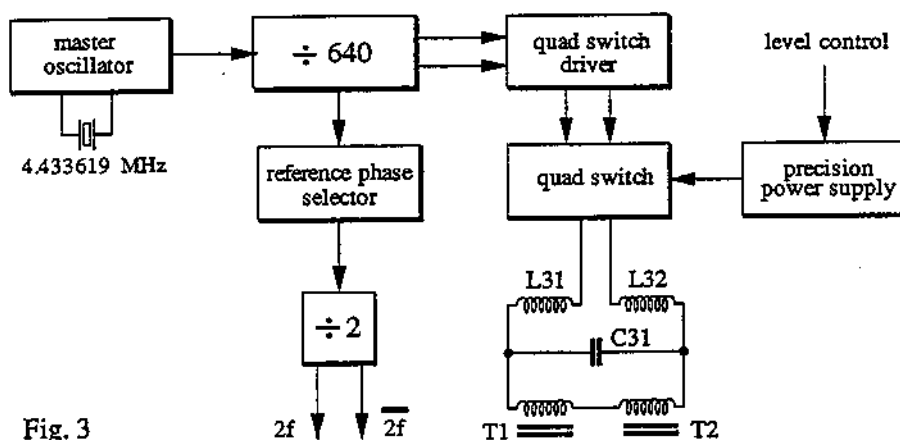 master
oscillator
÷ 640
quad switch
driver
level control
4.433619 MHz
reference phase
selector
quad switch
precision
power supply
L31
L32
÷ 2
C31
Fig. 3
2f
2f̅
T1
T2